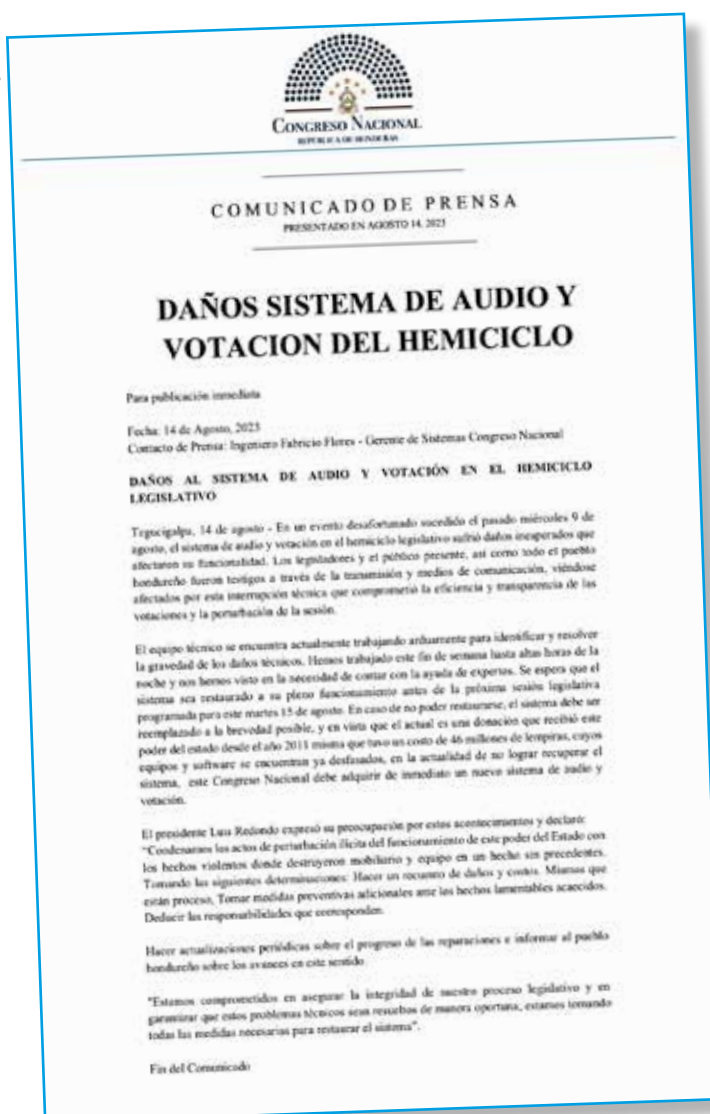 CONGRESO NACIONAL
REPÚBLICA DE HONDURAS
COMUNICADO DE PRENSA
PRESENTADO EN AGOSTO 14, 2023
DAÑOS SISTEMA DE AUDIO Y
VOTACION DEL HEMICICLO
Para publicación inmediata
Fecha: 14 de Agosto, 2023
Contacto de Prensa: Ingeniero Fabricio Flores - Gerente de Sistemas Congreso Nacional
DAÑOS AL SISTEMA DE AUDIO Y VOTACIÓN EN EL HEMICICLO
LEGISLATIVO
Tegucigalpa, 14 de agosto - En un evento desafortunado sucedido el pasado miércoles 9 de
agosto, el sistema de audio y votación en el hemiciclo legislativo sufrió daños inesperados que
afectaron su funcionalidad. Los legisladores y el público presente, así como todo el pueblo
hondureño fueron testigos a través de la transmisión y medios de comunicación, viéndose
afectados por esta interrupción técnica que comprometió la eficiencia y transparencia de las
votaciones y la perturbación de la sesión.
El equipo técnico se encuentra actualmente trabajando arduamente para identificar y resolver
la gravedad de los daños técnicos. Hemos trabajado este fin de semana hasta altas horas de la
noche y nos hemos visto en la necesidad de contar con la ayuda de expertos. Se espera que el
sistema sea restaurado a su pleno funcionamiento antes de la próxima sesión legislativa
programada para este martes 15 de agosto. En caso de no poder restaurarse, el sistema debe ser
reemplazado a la brevedad posible, y en vista que el actual es una donación que recibió este
poder del estado desde el año 2011 misma que tuvo un costo de 46 millones de lempiras, cuyos
equipos y software se encuentran ya desfasados, en la actualidad de no lograr recuperar el
sistema, este Congreso Nacional debe adquirir de inmediato un nuevo sistema de audio y
votación.
El presidente Luis Redondo expresó su preocupación por estos acontecimientos y declaró:
"Condenamos los actos de perturbación ilícita del funcionamiento de este poder del Estado con
los hechos violentos donde destruyeron mobiliario y equipo en un hecho sin precedentes.
Tomando las siguientes determinaciones: Hacer un recuento de daños y costos. Mismos que
están proceso, Tomar medidas preventivas adicionales ante los hechos lamentables acaecidos.
Deducir las responsabilidades que correspondan.
Hacer actualizaciones periódicas sobre el progreso de las reparaciones e informar al pueblo
hondureño sobre los avances en este sentido.
"Estamos comprometidos en asegurar la integridad de nuestro proceso legislativo y en
garantizar que estos problemas técnicos sean resueltos de manera oportuna, estamos tomando
todas las medidas necesarias para restaurar el sistema".
Fin del Comunicado